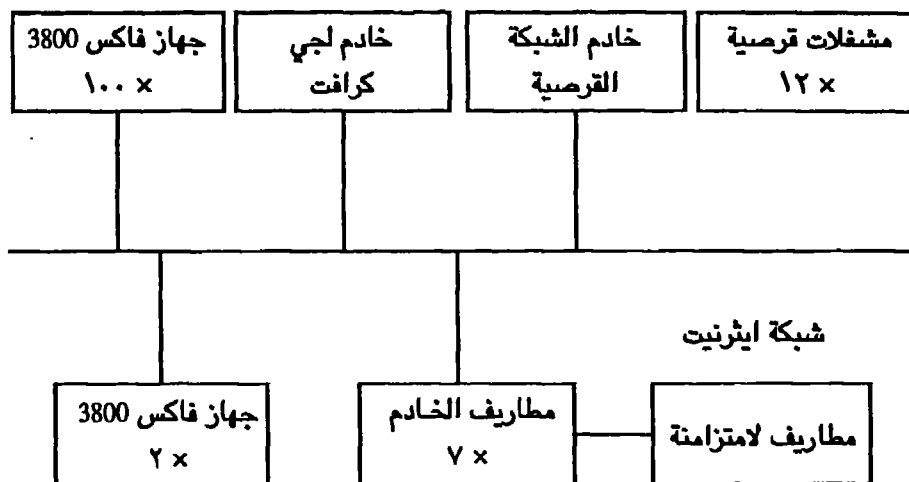 مشغلات قرصية
× ١٢
خادم الشبكة
القرصية
خادم لجي
كرافت
جهاز فاكس 3800
× ١٠٠
شبكة ايثرنيت
مطاريف لامتزامنة
مطاريف الخادم
× ٧
جهاز فاكس 3800
× ٢